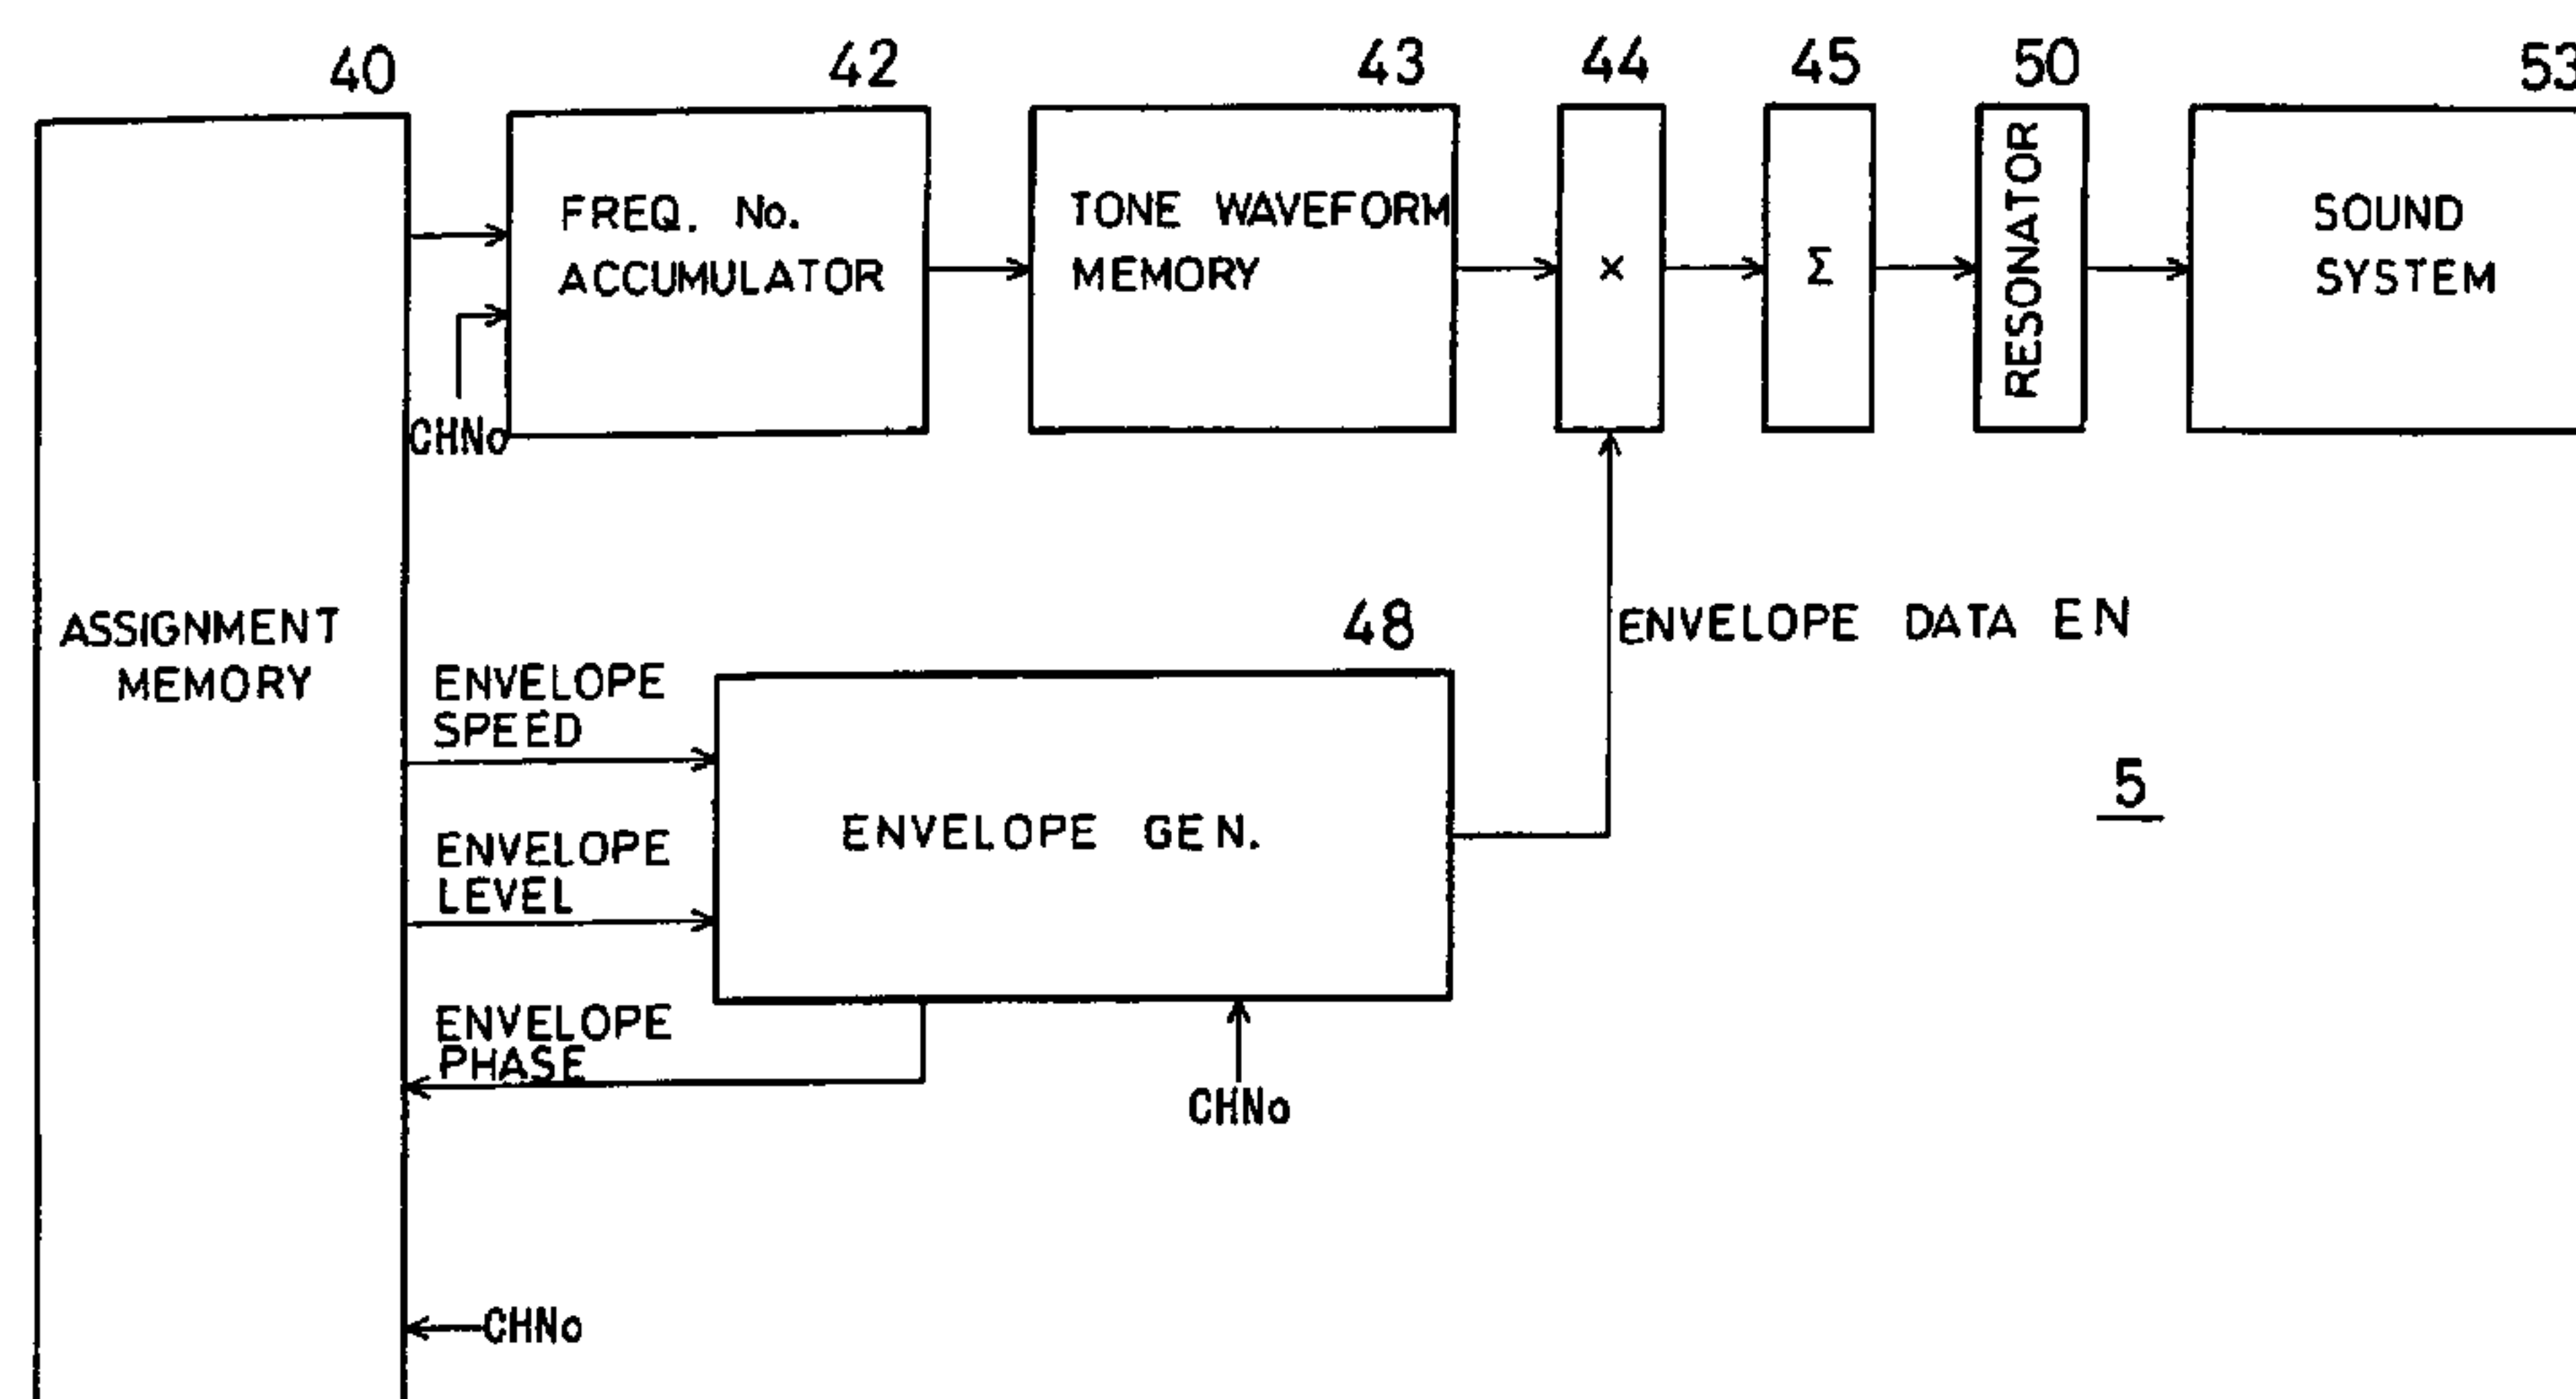 40
42
43
44
45
50
53
FREQ. No.
ACCUMULATOR
TONE WAVEFORM
MEMORY
×
Σ
RESONATOR
SOUND
SYSTEM
CHNo
ASSIGNMENT
MEMORY
48
ENVELOPE DATA EN
ENVELOPE
SPEED
ENVELOPE
LEVEL
ENVELOPE GEN.
5
ENVELOPE
PHASE
CHNo
CHNo